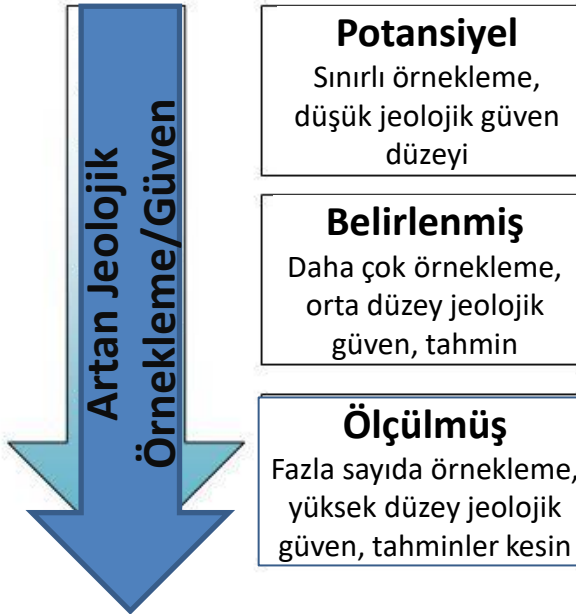 Artan Jeolojik
Örnekleme/Güven
Potansiyel
Sınırlı örnekleme,
düşük jeolojik güven
düzeyi
Belirlenmiş
Daha çok örnekleme,
orta düzey jeolojik
güven, tahmin
Ölçülmüş
Fazla sayıda örnekleme,
yüksek düzey jeolojik
güven, tahminler kesin